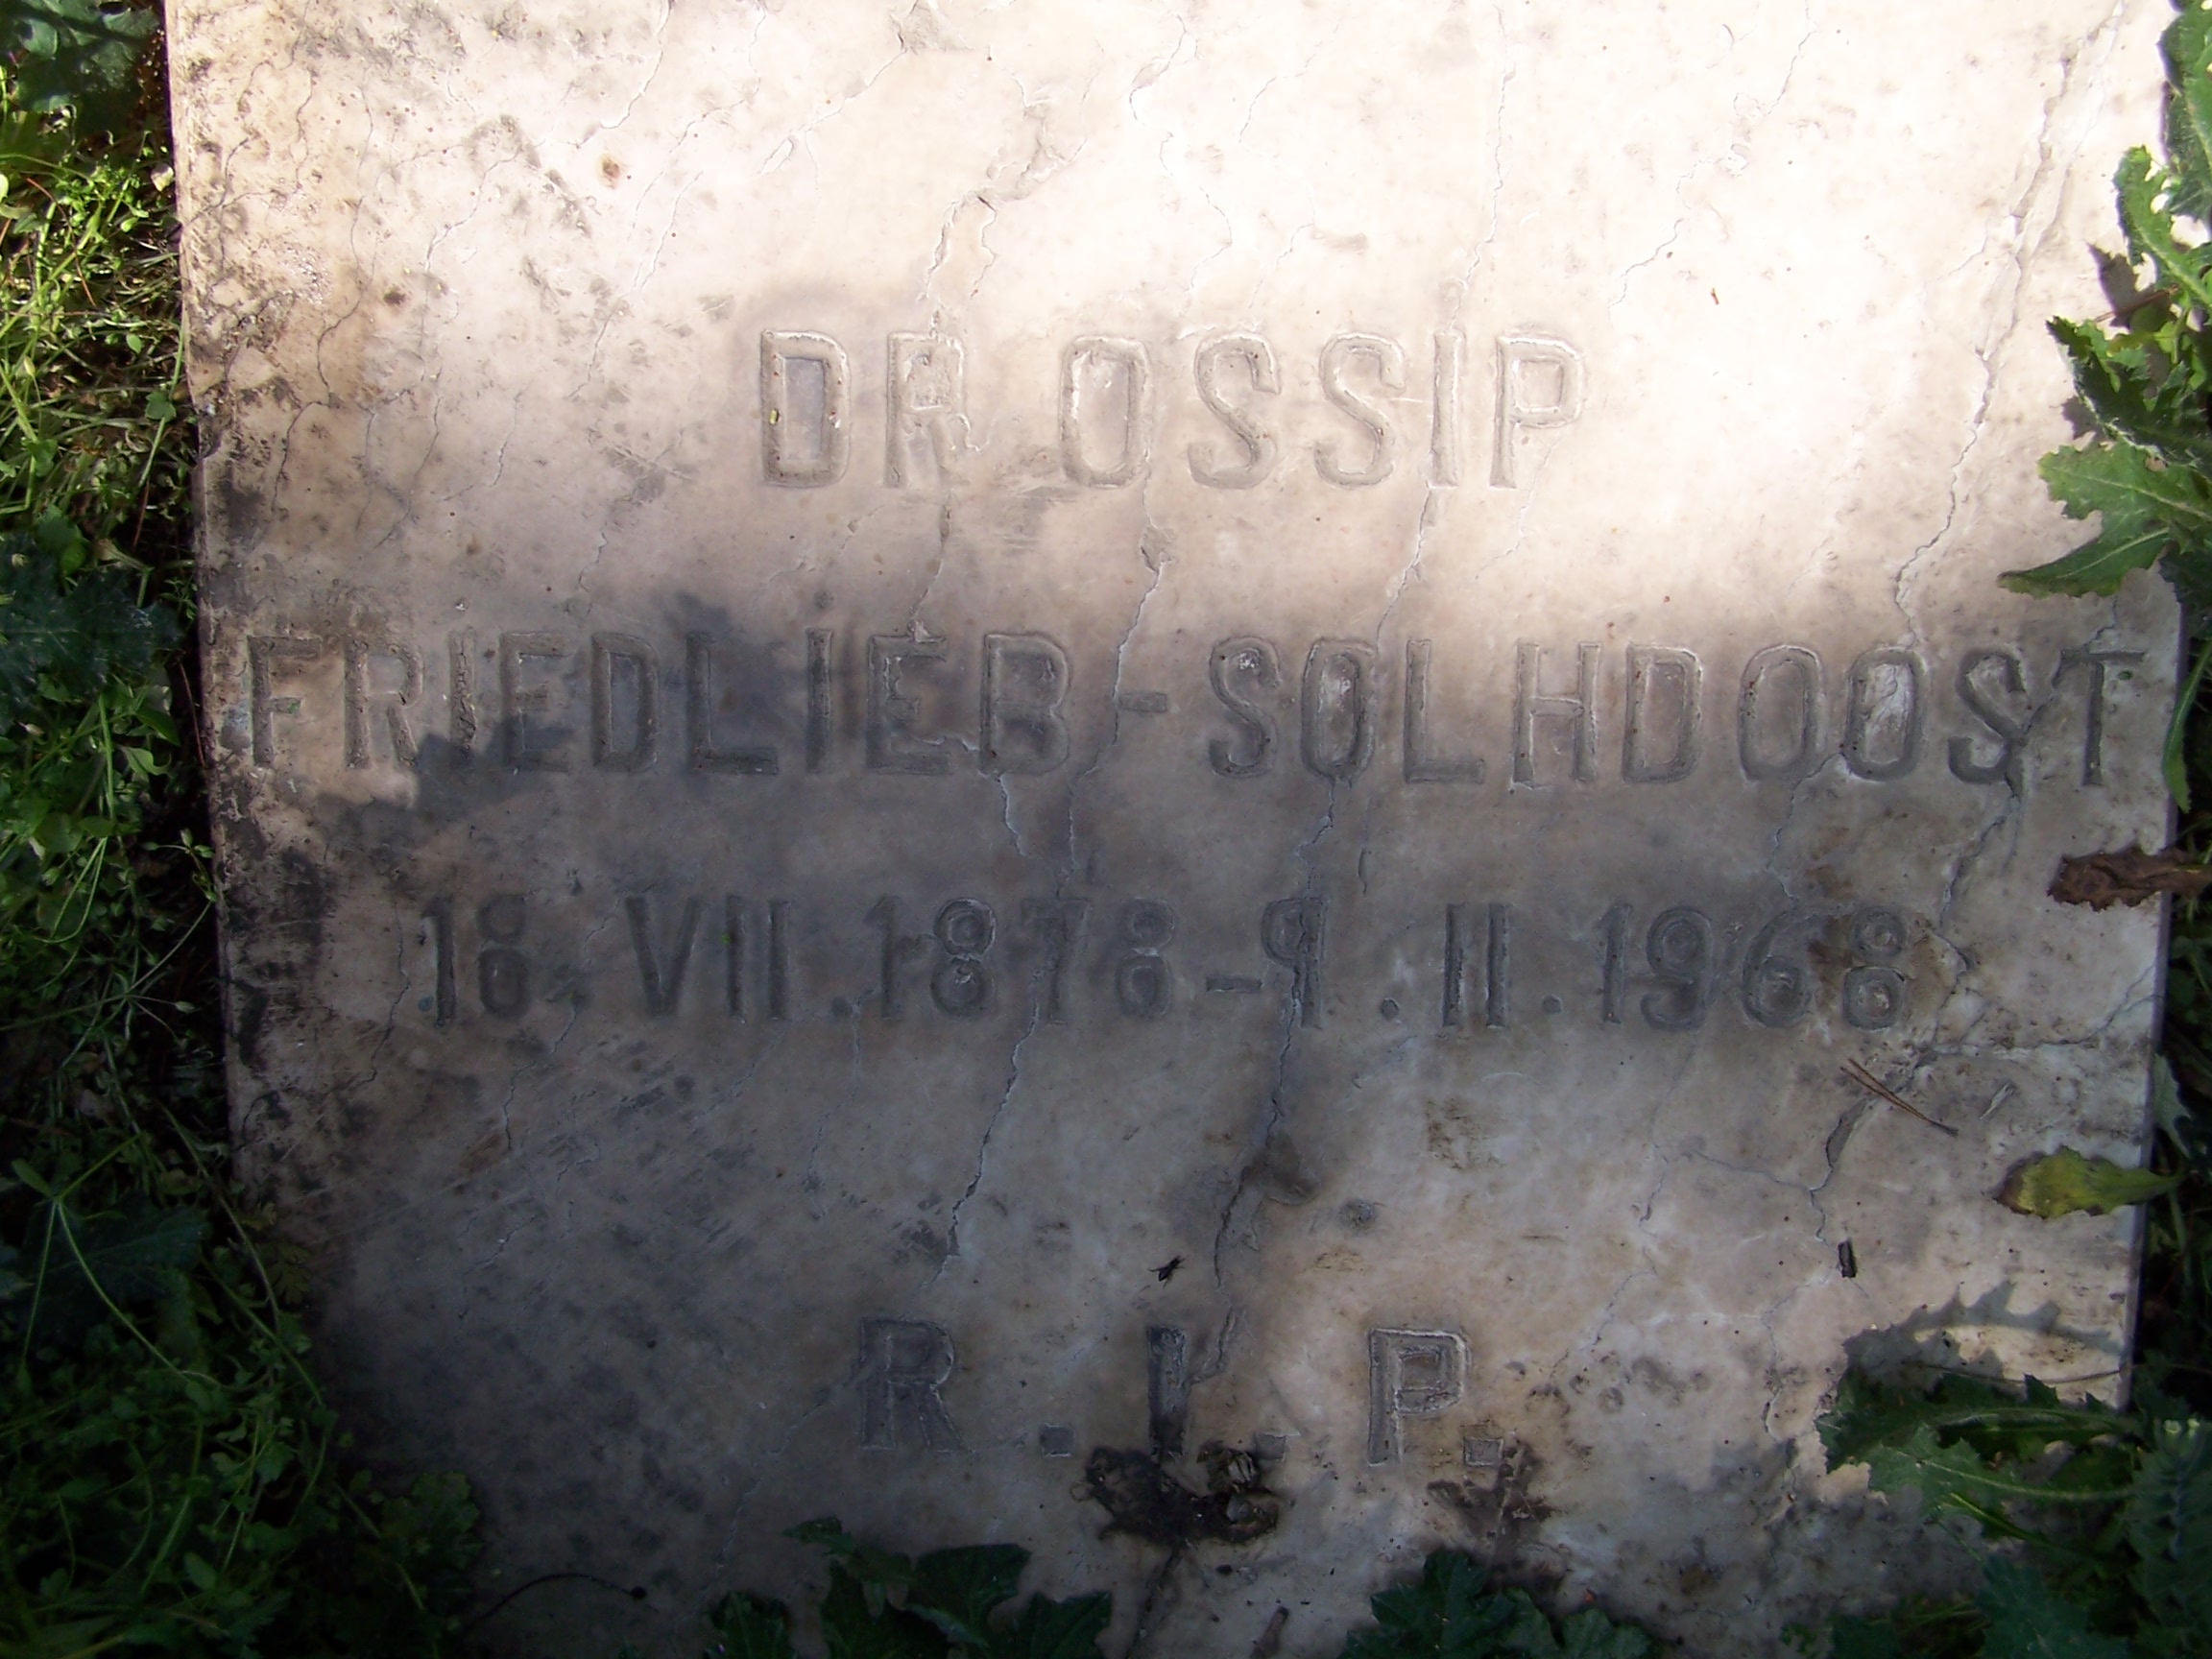 DR OSSIP
FRIEDLIEB-SOLHDOOST
18.VII.1878-9.II.1968
R.I.P.